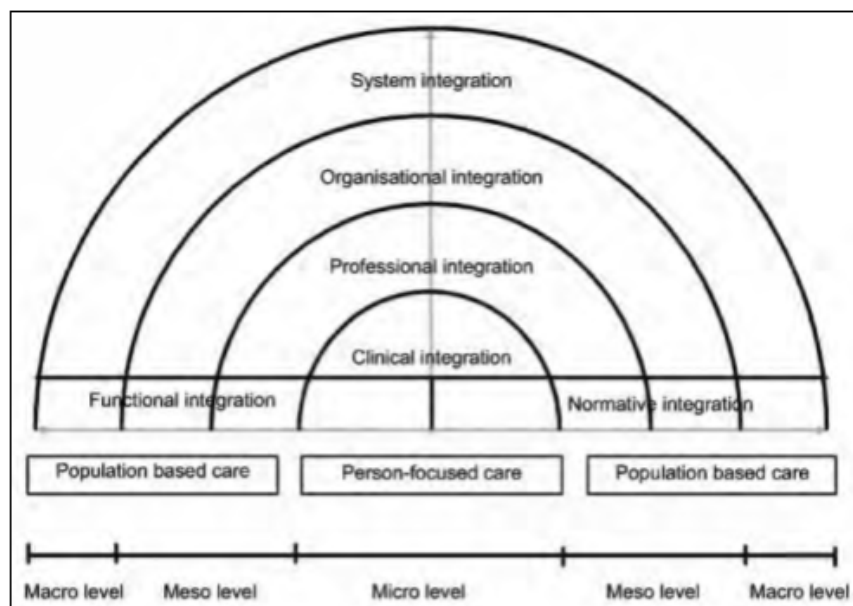 System integration
Organisational integration
Professional integration
Clinical integration
Functional integration
Normative integration
Population based care
Person-focused care
Population based care
Macro level
Meso level
Micro level
Meso level
Macro level